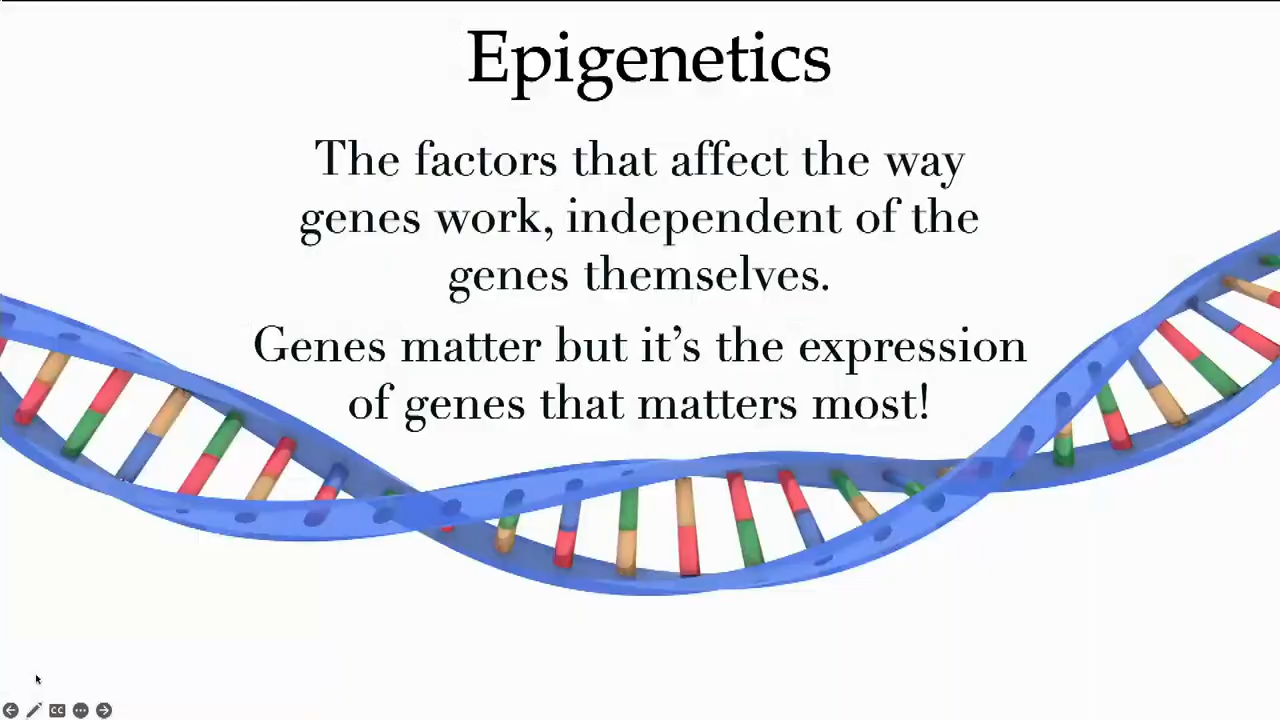 Epigenetics
The factors that affect the way
genes work, independent of the
genes themselves.
Genes matter but it’s the expression
of genes that matters most!
CC